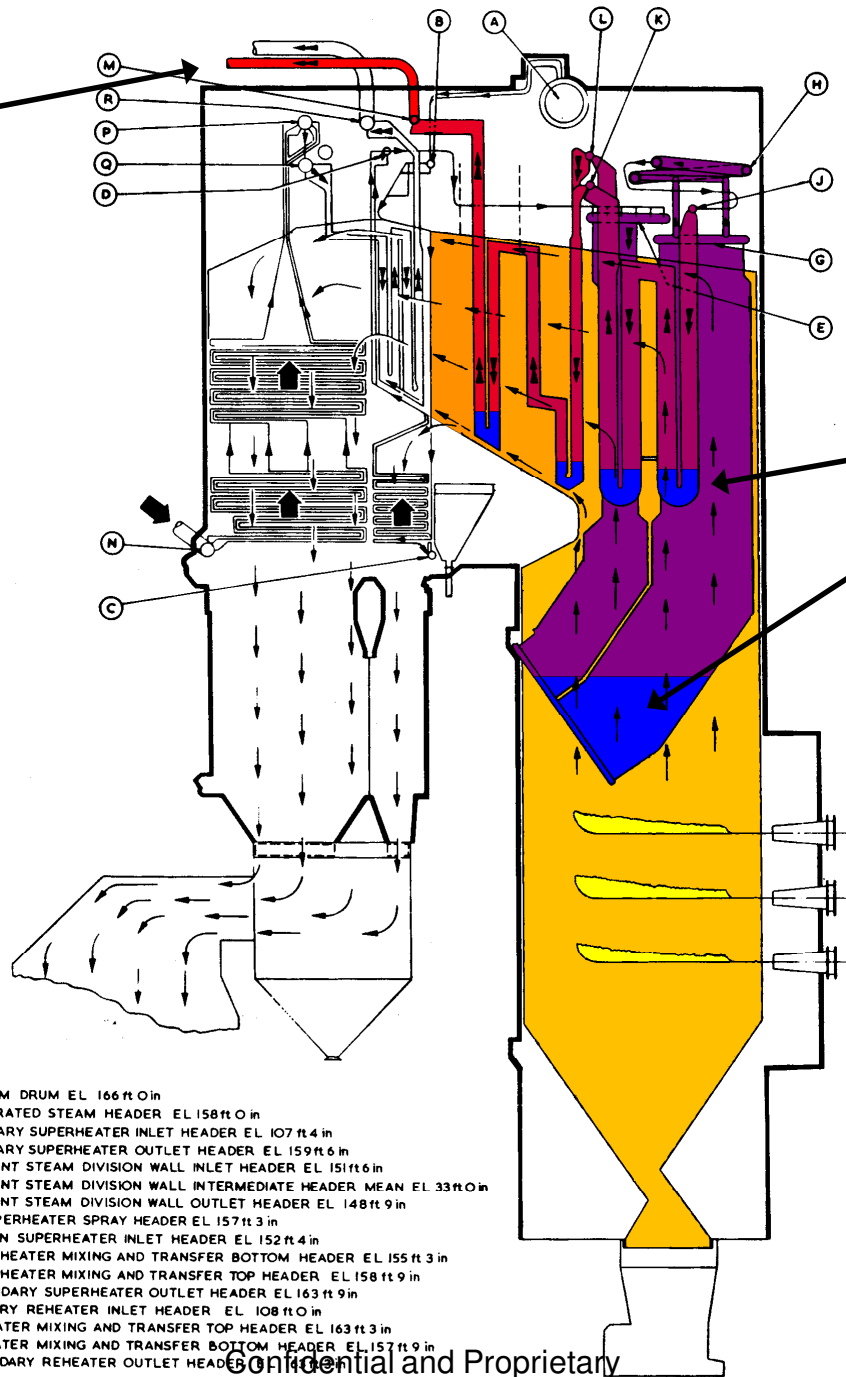 B
A
L
K
M
H
R
P
Q
J
D
G
E
N
C
M DRUM EL 166 ft 0 in
RATED STEAM HEADER EL 158 ft 0 in
ARY SUPERHEATER INLET HEADER EL 107 ft 4 in
ARY SUPERHEATER OUTLET HEADER EL 159 ft 6 in
NT STEAM DIVISION WALL INLET HEADER EL 151 ft 6 in
NT STEAM DIVISION WALL INTERMEDIATE HEADER MEAN EL 33 ft 0 in
NT STEAM DIVISION WALL OUTLET HEADER EL 148 ft 9 in
PERHEATER SPRAY HEADER EL 157 ft 3 in
N SUPERHEATER INLET HEADER EL 152 ft 4 in
HEATER MIXING AND TRANSFER BOTTOM HEADER EL 155 ft 3 in
HEATER MIXING AND TRANSFER TOP HEADER EL 158 ft 9 in
DARY SUPERHEATER OUTLET HEADER EL 163 ft 9 in
RY REHEATER INLET HEADER EL 108 ft 0 in
ATER MIXING AND TRANSFER TOP HEADER EL 163 ft 3 in
TER MIXING AND TRANSFER BOTTOM HEADER EL 157 ft 9 in
DARY REHEATER OUTLET HEADER
Confidential and Proprietary